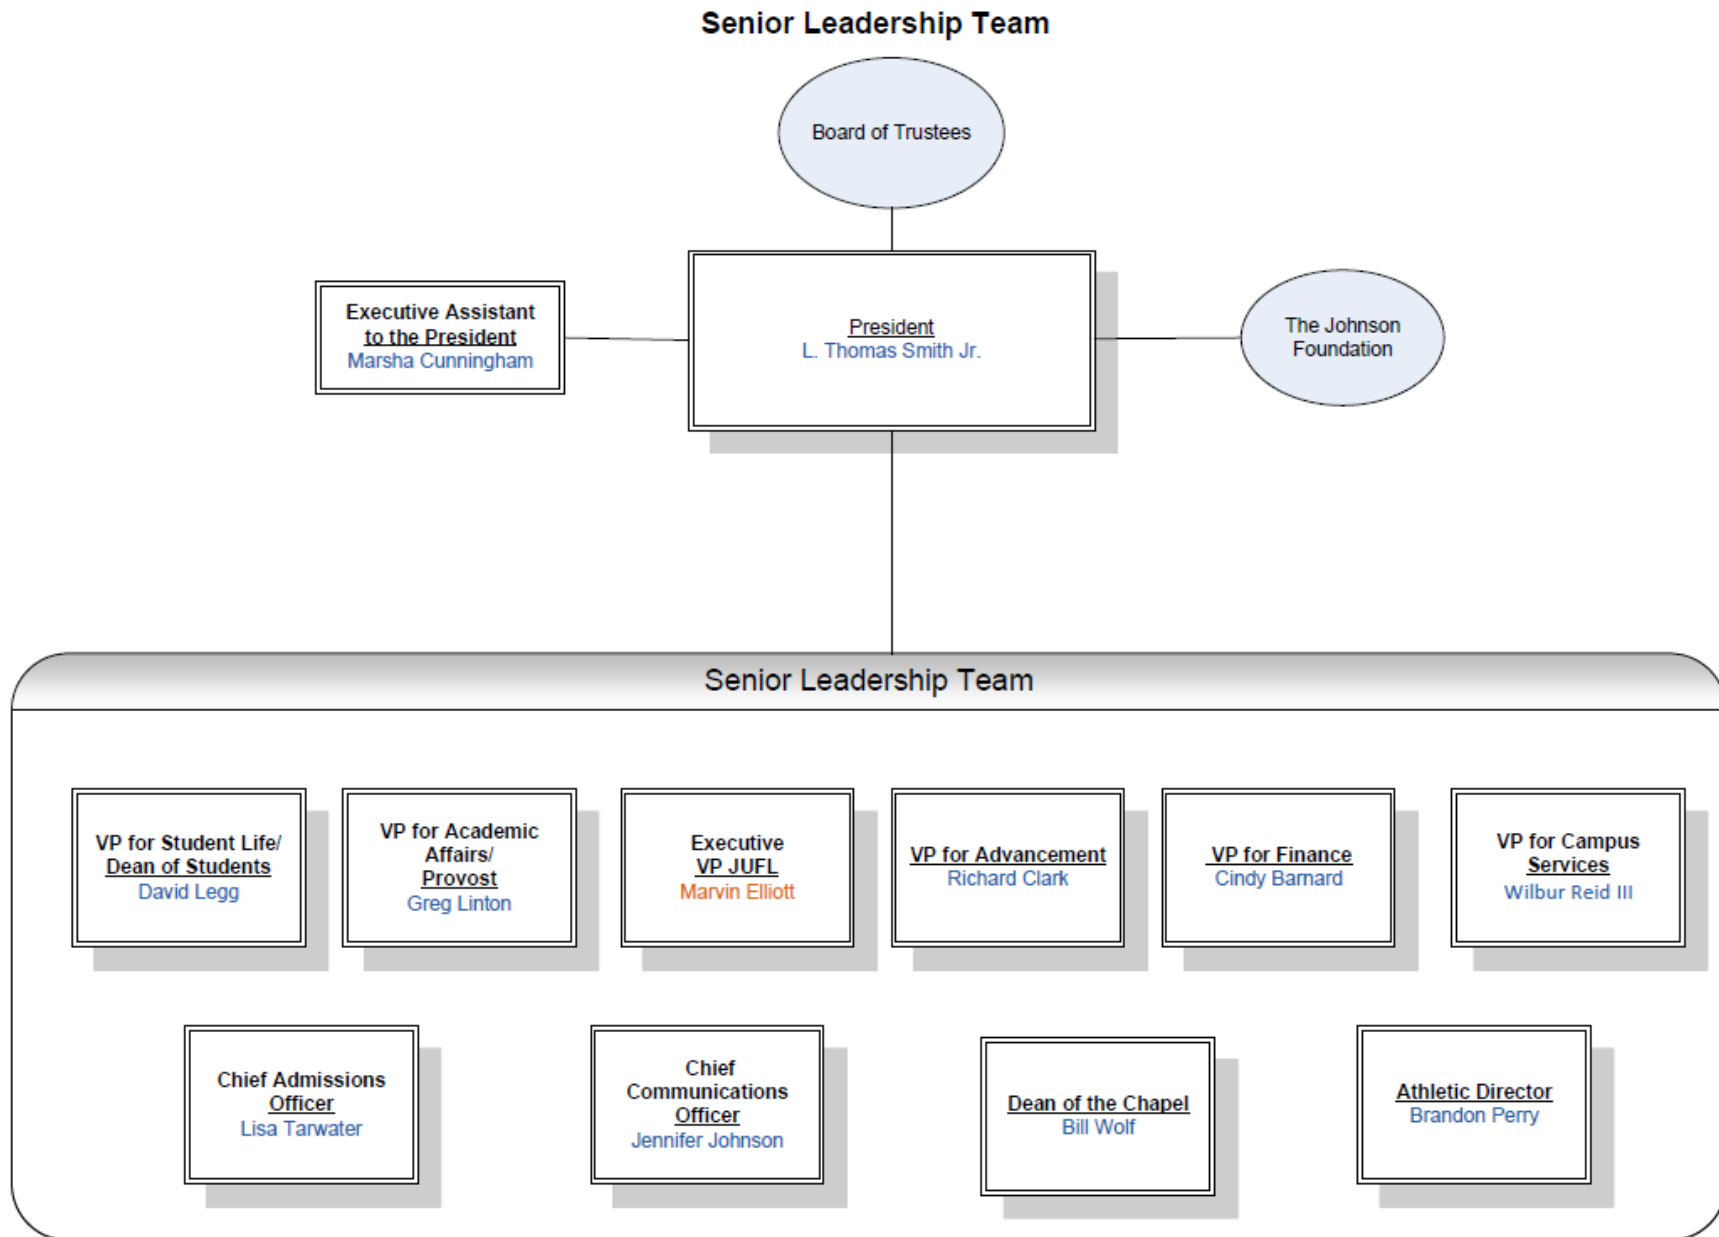 Senior Leadership Team
Board of Trustees
Executive Assistant
to the President
Marsha Cunningham
President
L. Thomas Smith Jr.
The Johnson
Foundation
Senior Leadership Team
VP for Student Life/
Dean of Students
David Legg
VP for Academic
Affairs/
Provost
Greg Linton
Executive
VP JUFL
Marvin Elliott
VP for Advancement
Richard Clark
VP for Finance
Cindy Barnard
VP for Campus
Services
Wilbur Reid III
Chief Admissions
Officer
Lisa Tarwater
Chief
Communications
Officer
Jennifer Johnson
Dean of the Chapel
Bill Wolf
Athletic Director
Brandon Perry